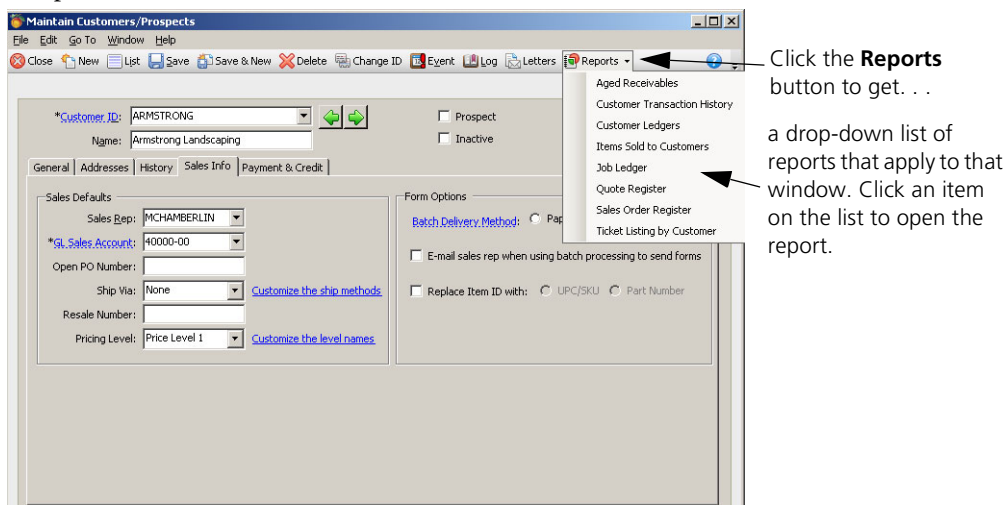 Maintain Customers/Prospects
File Edit Go To Window Help
Close New List Save Save & New Delete Change ID Event Log Letters Reports
Click the Reports
button to get. . .
a drop-down list of
reports that apply to that
window. Click an item
on the list to open the
report.
Aged Receivables
Customer Transaction History
Customer Ledgers
Items Sold to Customers
Job Ledger
Quote Register
Sales Order Register
Ticket Listing by Customer
*Customer ID: ARMSTRONG
Prospect
Name: Armstrong Landscaping
Inactive
General Addresses History Sales Info Payment & Credit
Sales Defaults
Sales Rep: MCHAMBERLIN
*GL Sales Account: 40000-00
Open PO Number:
Ship Via: None Customize the ship methods
Resale Number:
Pricing Level: Price Level 1 Customize the level names
Form Options
Batch Delivery Method: Pap
E-mail sales rep when using batch processing to send forms
Replace Item ID with: UPC/SKU Part Number